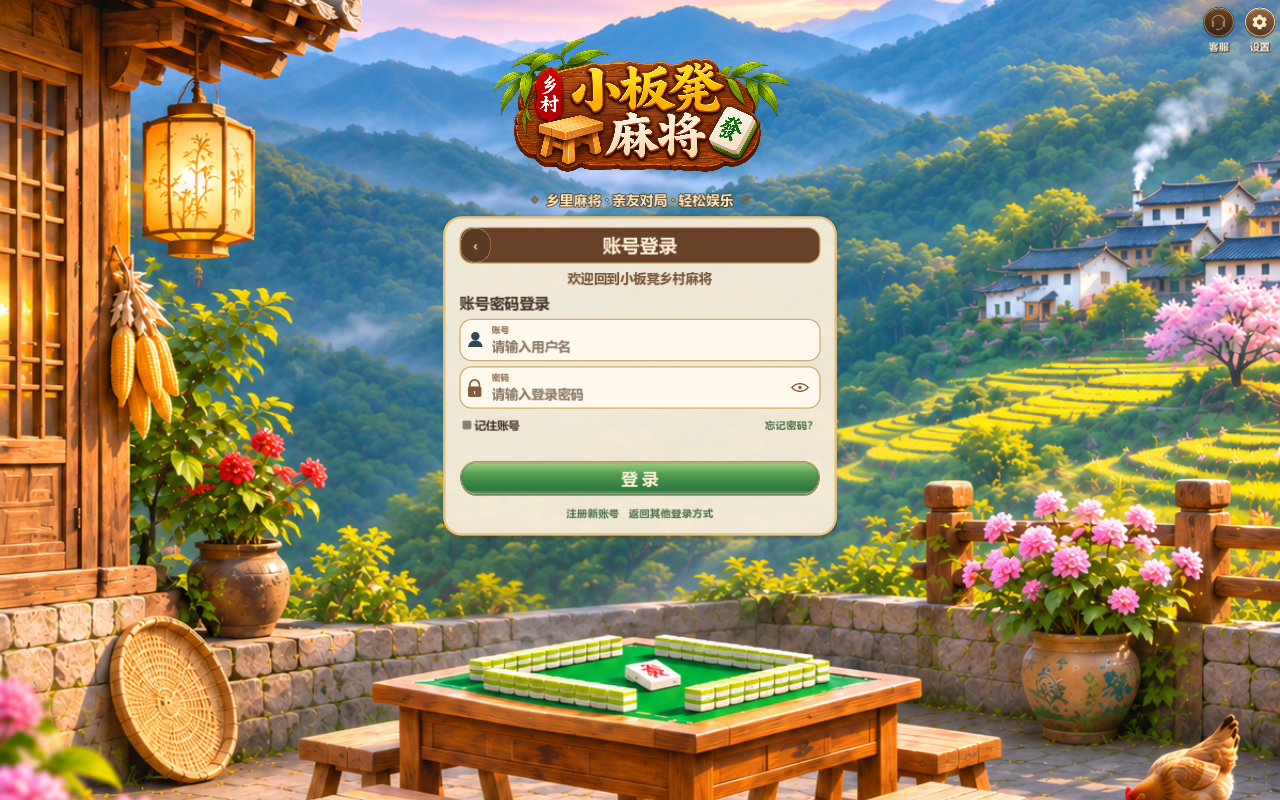 客服
设置
乡村
小板凳
麻将
發
乡里麻将·亲友对局·轻松娱乐
账号登录
欢迎回到小板凳乡村麻将
账号密码登录
账号
请输入用户名
密码
请输入登录密码
记住账号
忘记密码?
登录
注册新账号 返回其他登录方式